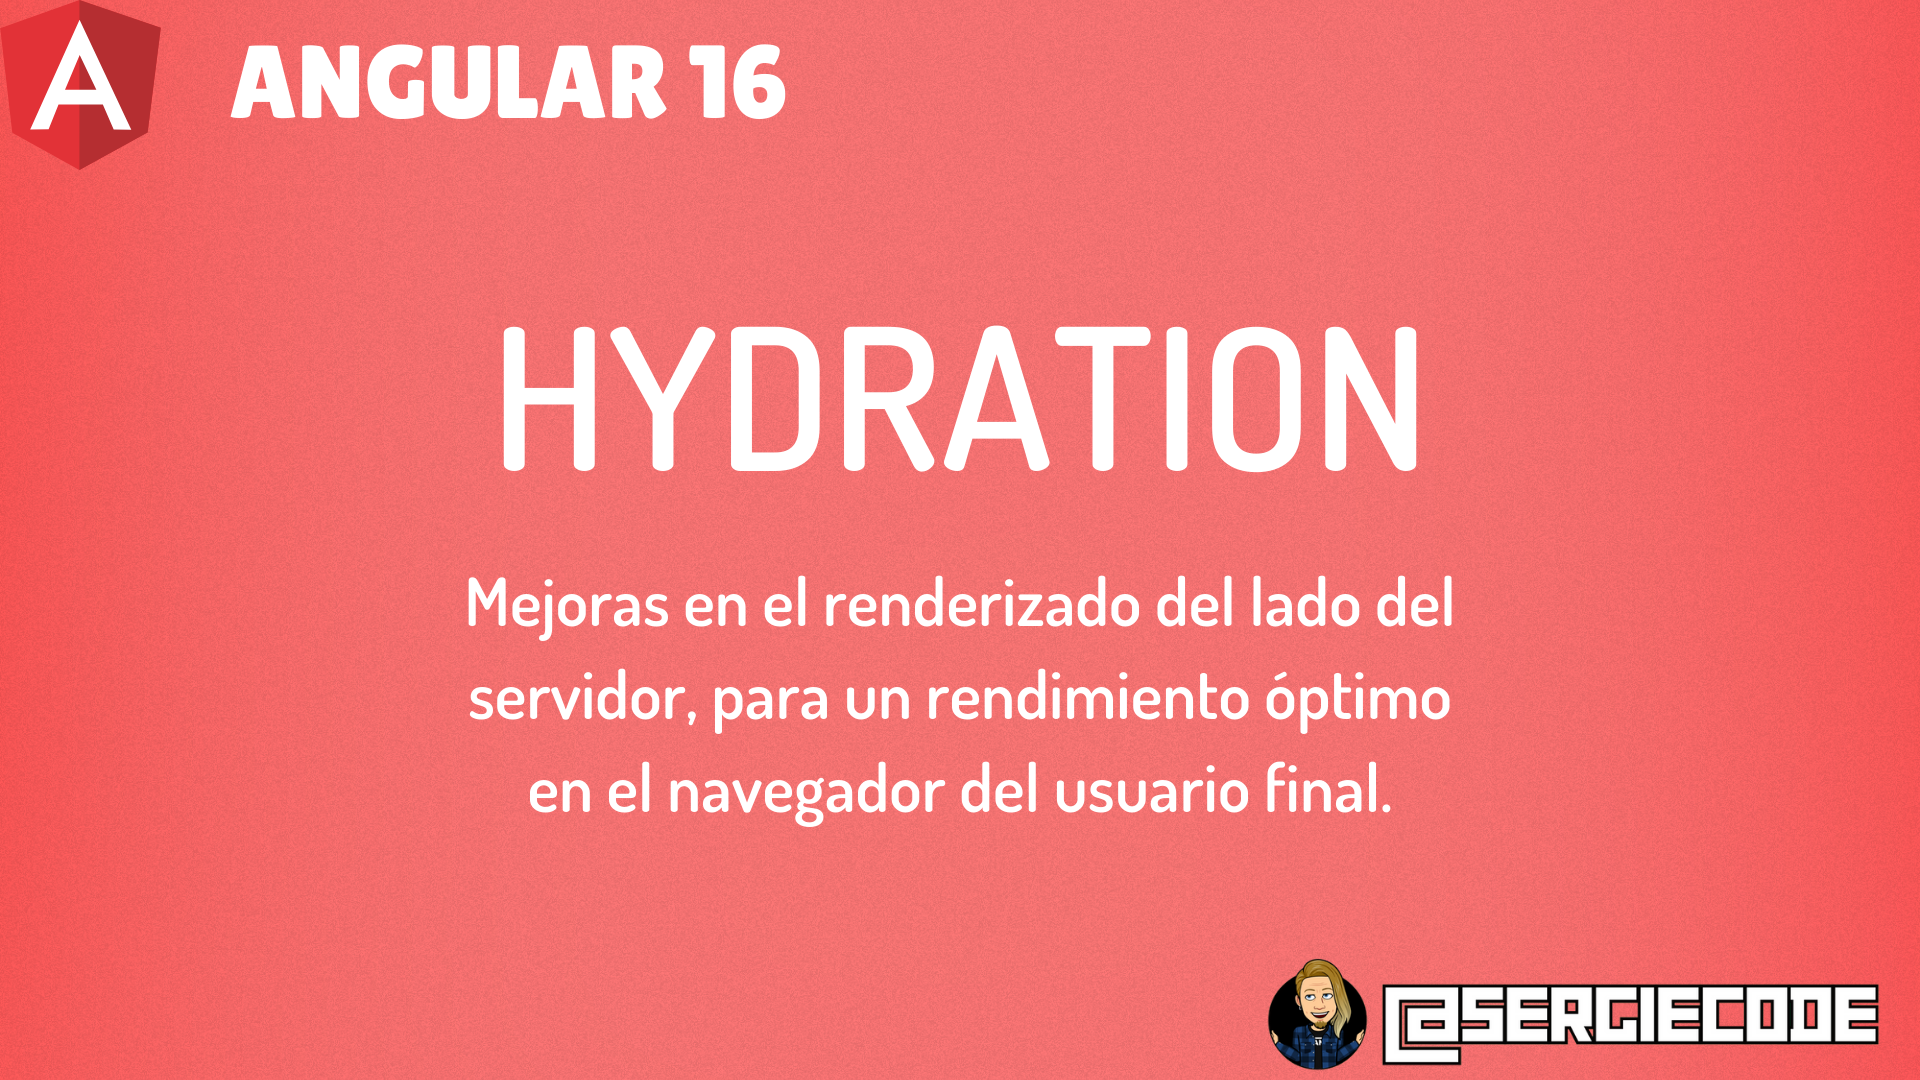 ANGULAR 16
HYDRATION
Mejoras en el renderizado del lado del
servidor, para un rendimiento óptimo
en el navegador del usuario final.
@SERGIECODE